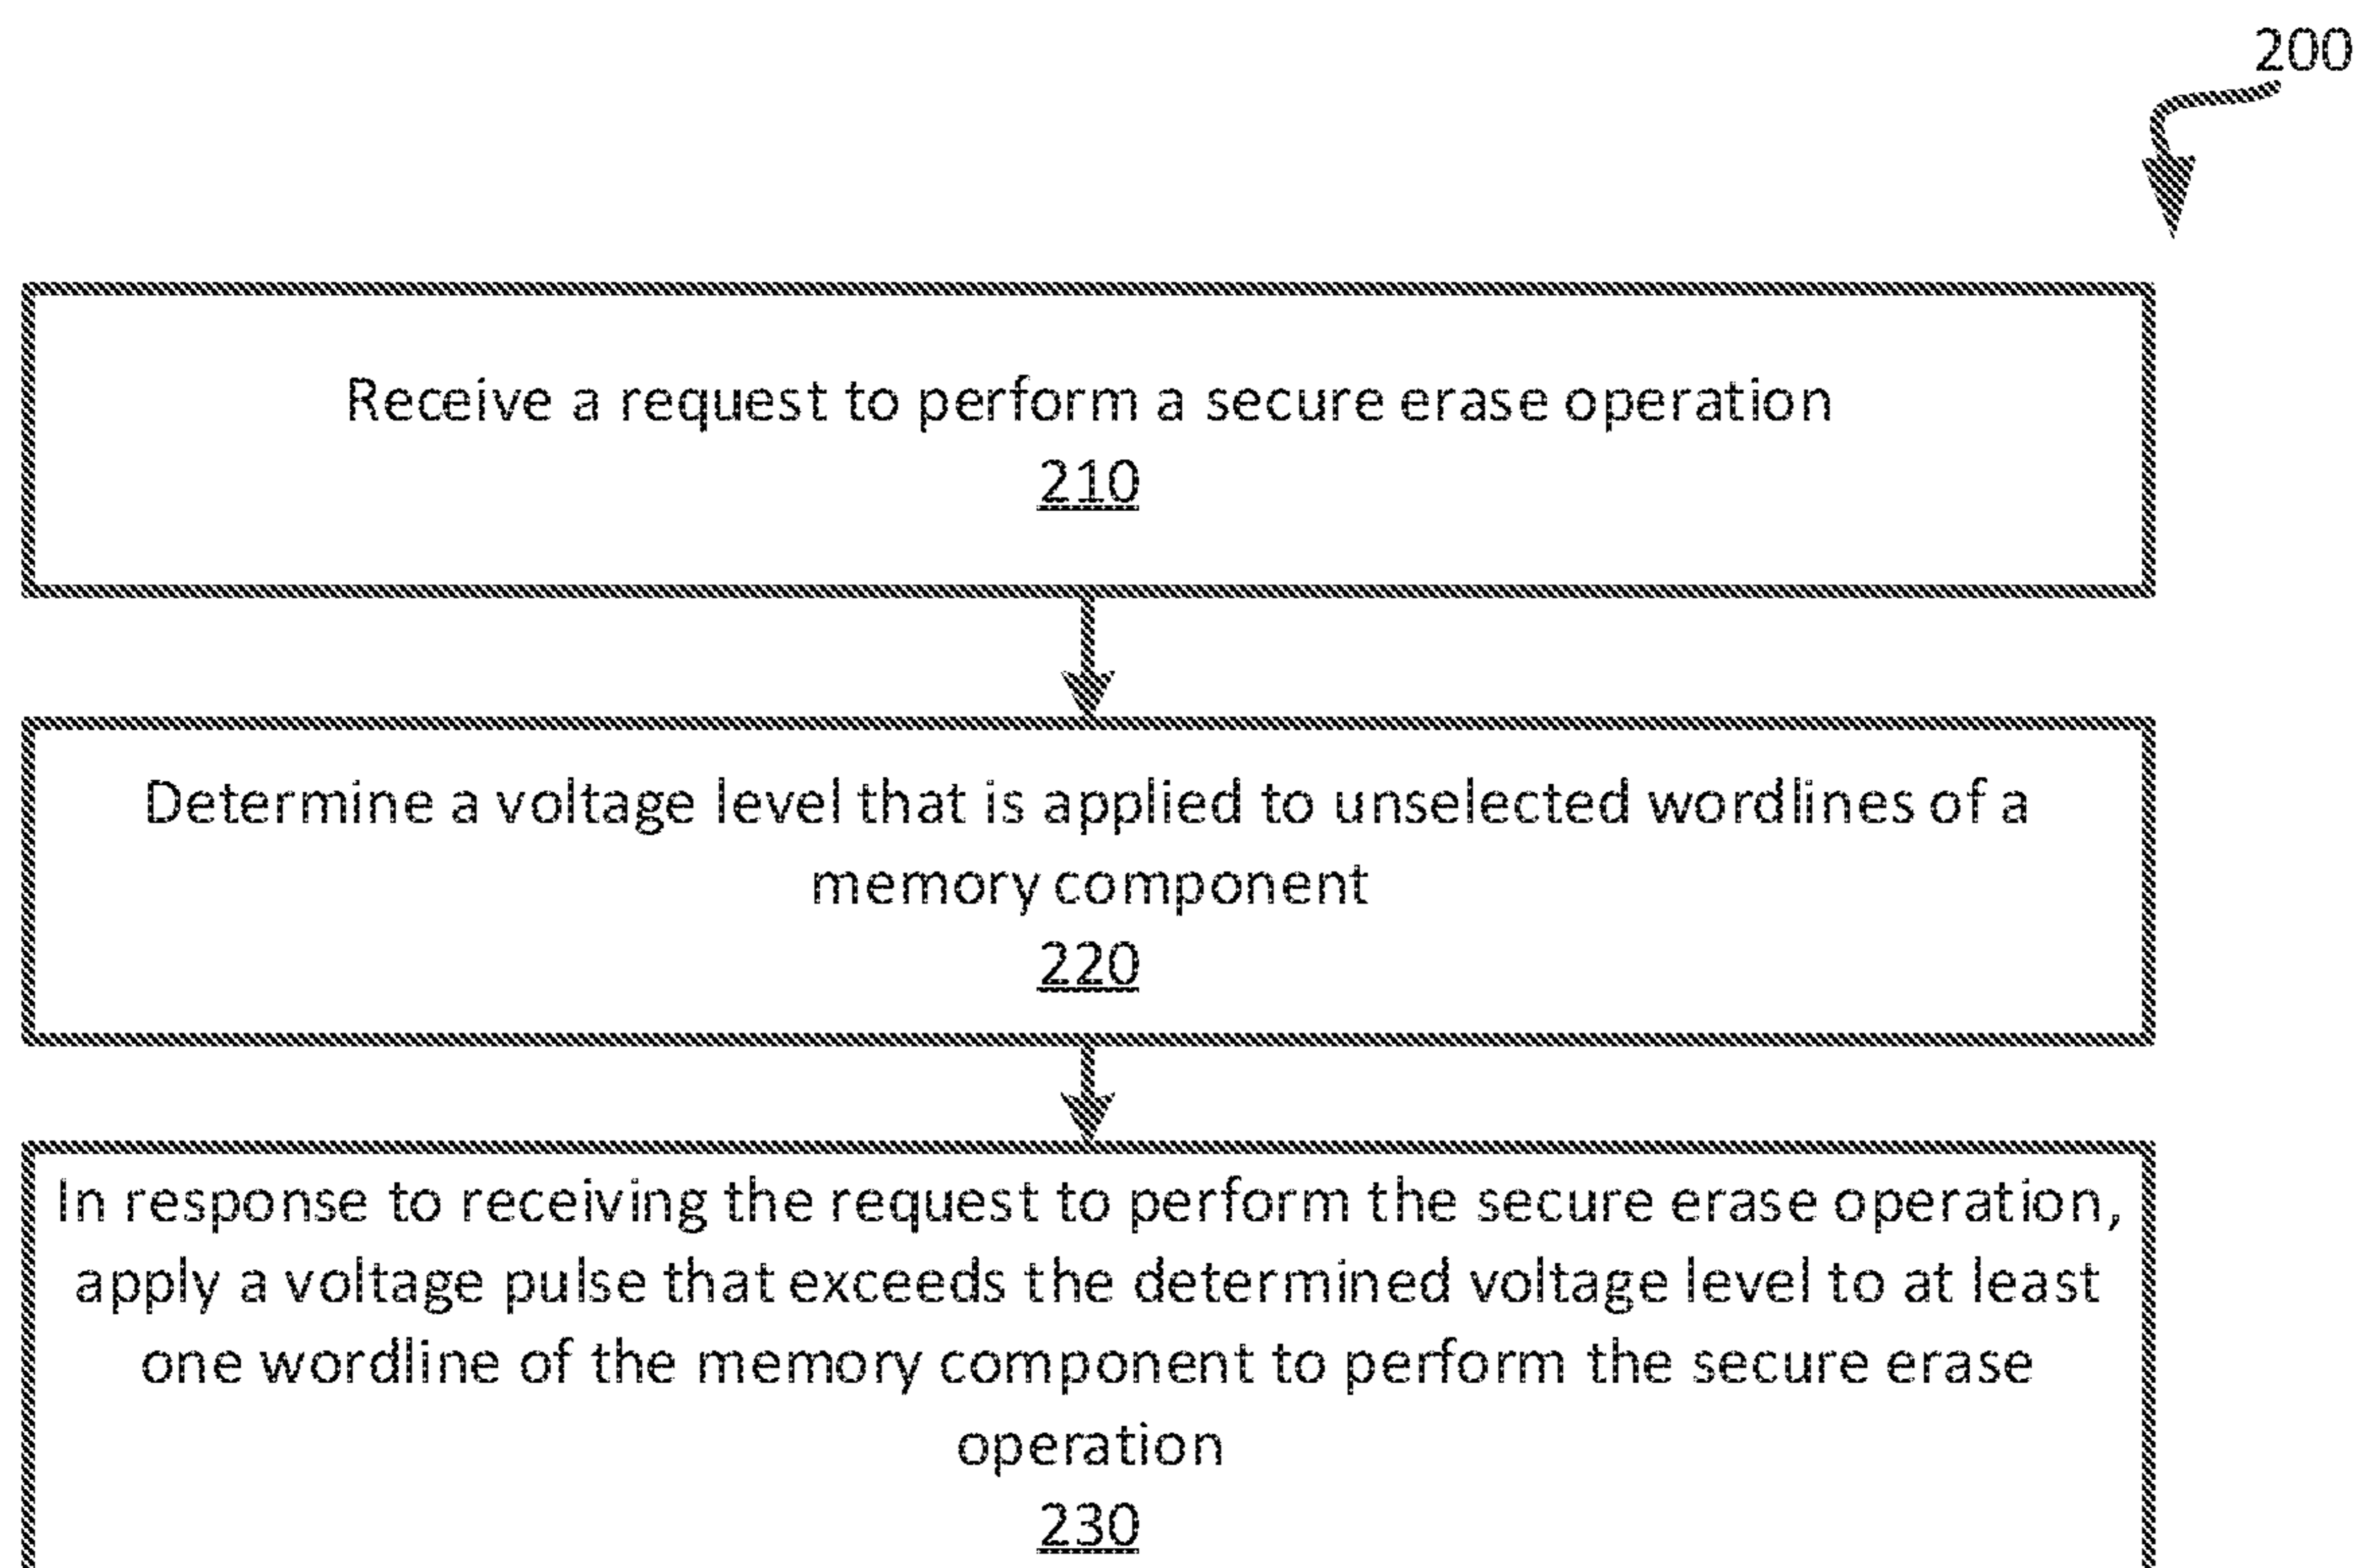 200
Receive a request to perform a secure erase operation
210
Determine a voltage level that is applied to unselected wordlines of a
memory component
220
In response to receiving the request to perform the secure erase operation,
apply a voltage pulse that exceeds the determined voltage level to at least
one wordline of the memory component to perform the secure erase
operation
230